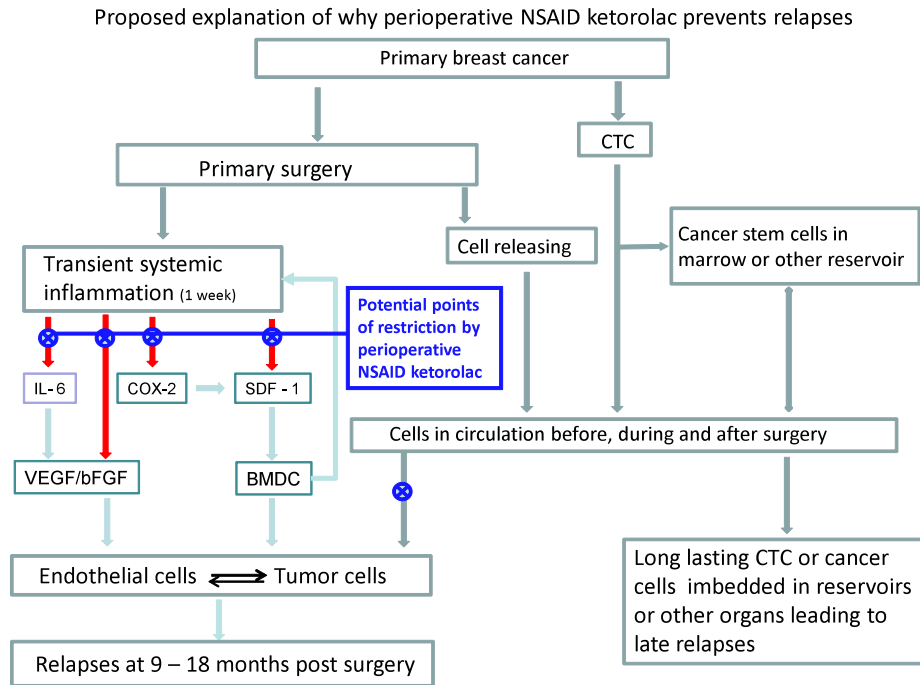 Proposed explanation of why perioperative NSAID ketorolac prevents relapses
Primary breast cancer
CTC
Primary surgery
Cell releasing
Cancer stem cells in
marrow or other reservoir
Transient systemic
inflammation (1 week)
Potential points
of restriction by
perioperative
NSAID ketorolac
IL-6
COX-2
SDF - 1
Cells in circulation before, during and after surgery
VEGF/bFGF
BMDC
Endothelial cells
Tumor cells
Long lasting CTC or cancer
cells imbedded in reservoirs
or other organs leading to
late relapses
Relapses at 9 – 18 months post surgery